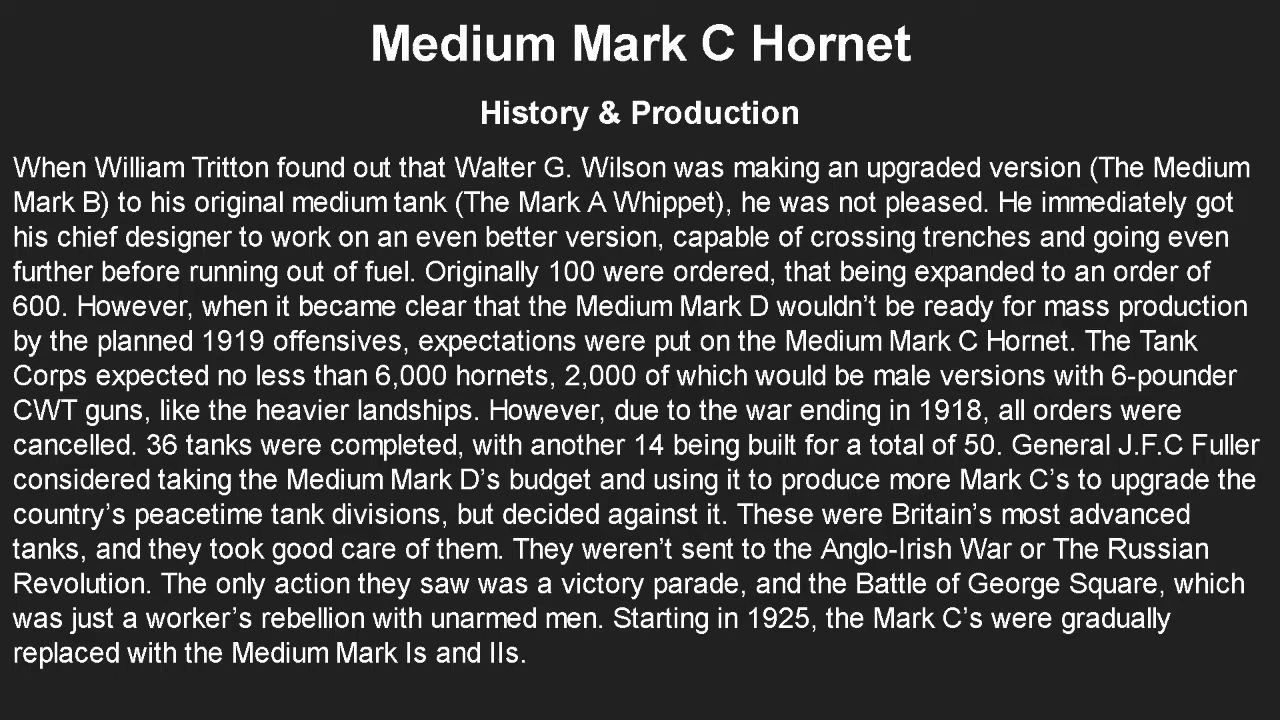 Medium Mark C Hornet
History & Production
When William Tritton found out that Walter G. Wilson was making an upgraded version (The Medium
Mark B) to his original medium tank (The Mark A Whippet), he was not pleased. He immediately got
his chief designer to work on an even better version, capable of crossing trenches and going even
further before running out of fuel. Originally 100 were ordered, that being expanded to an order of
600. However, when it became clear that the Medium Mark D wouldn’t be ready for mass production
by the planned 1919 offensives, expectations were put on the Medium Mark C Hornet. The Tank
Corps expected no less than 6,000 hornets, 2,000 of which would be male versions with 6-pounder
CWT guns, like the heavier landships. However, due to the war ending in 1918, all orders were
cancelled. 36 tanks were completed, with another 14 being built for a total of 50. General J.F.C Fuller
considered taking the Medium Mark D’s budget and using it to produce more Mark C’s to upgrade the
country’s peacetime tank divisions, but decided against it. These were Britain’s most advanced
tanks, and they took good care of them. They weren’t sent to the Anglo-Irish War or The Russian
Revolution. The only action they saw was a victory parade, and the Battle of George Square, which
was just a worker’s rebellion with unarmed men. Starting in 1925, the Mark C’s were gradually
replaced with the Medium Mark Is and IIs.